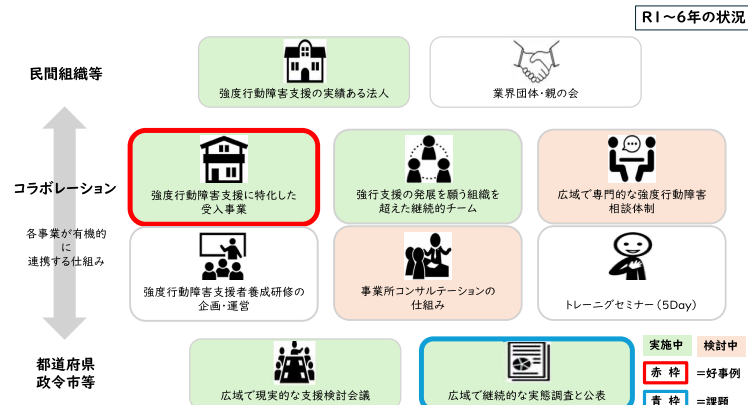 R1～6年の状況
民間組織等
強度行動障害支援の実績ある法人
業界団体・親の会
コラボレーション
各事業が有機的
に
連携する仕組み
強度行動障害支援に特化した
受入事業
強行支援の発展を願う組織を
超えた継続的チーム
広域で専門的な強度行動障害
相談体制
強度行動障害支援者養成研修の
企画・運営
事業所コンサルテーションの
仕組み
トレーニグセミナー(5Day)
都道府県
政令市等
広域で現実的な支援検討会議
広域で継続的な実態調査と公表
実施中
検討中
赤 枠
=好事例
青 枠
=課題